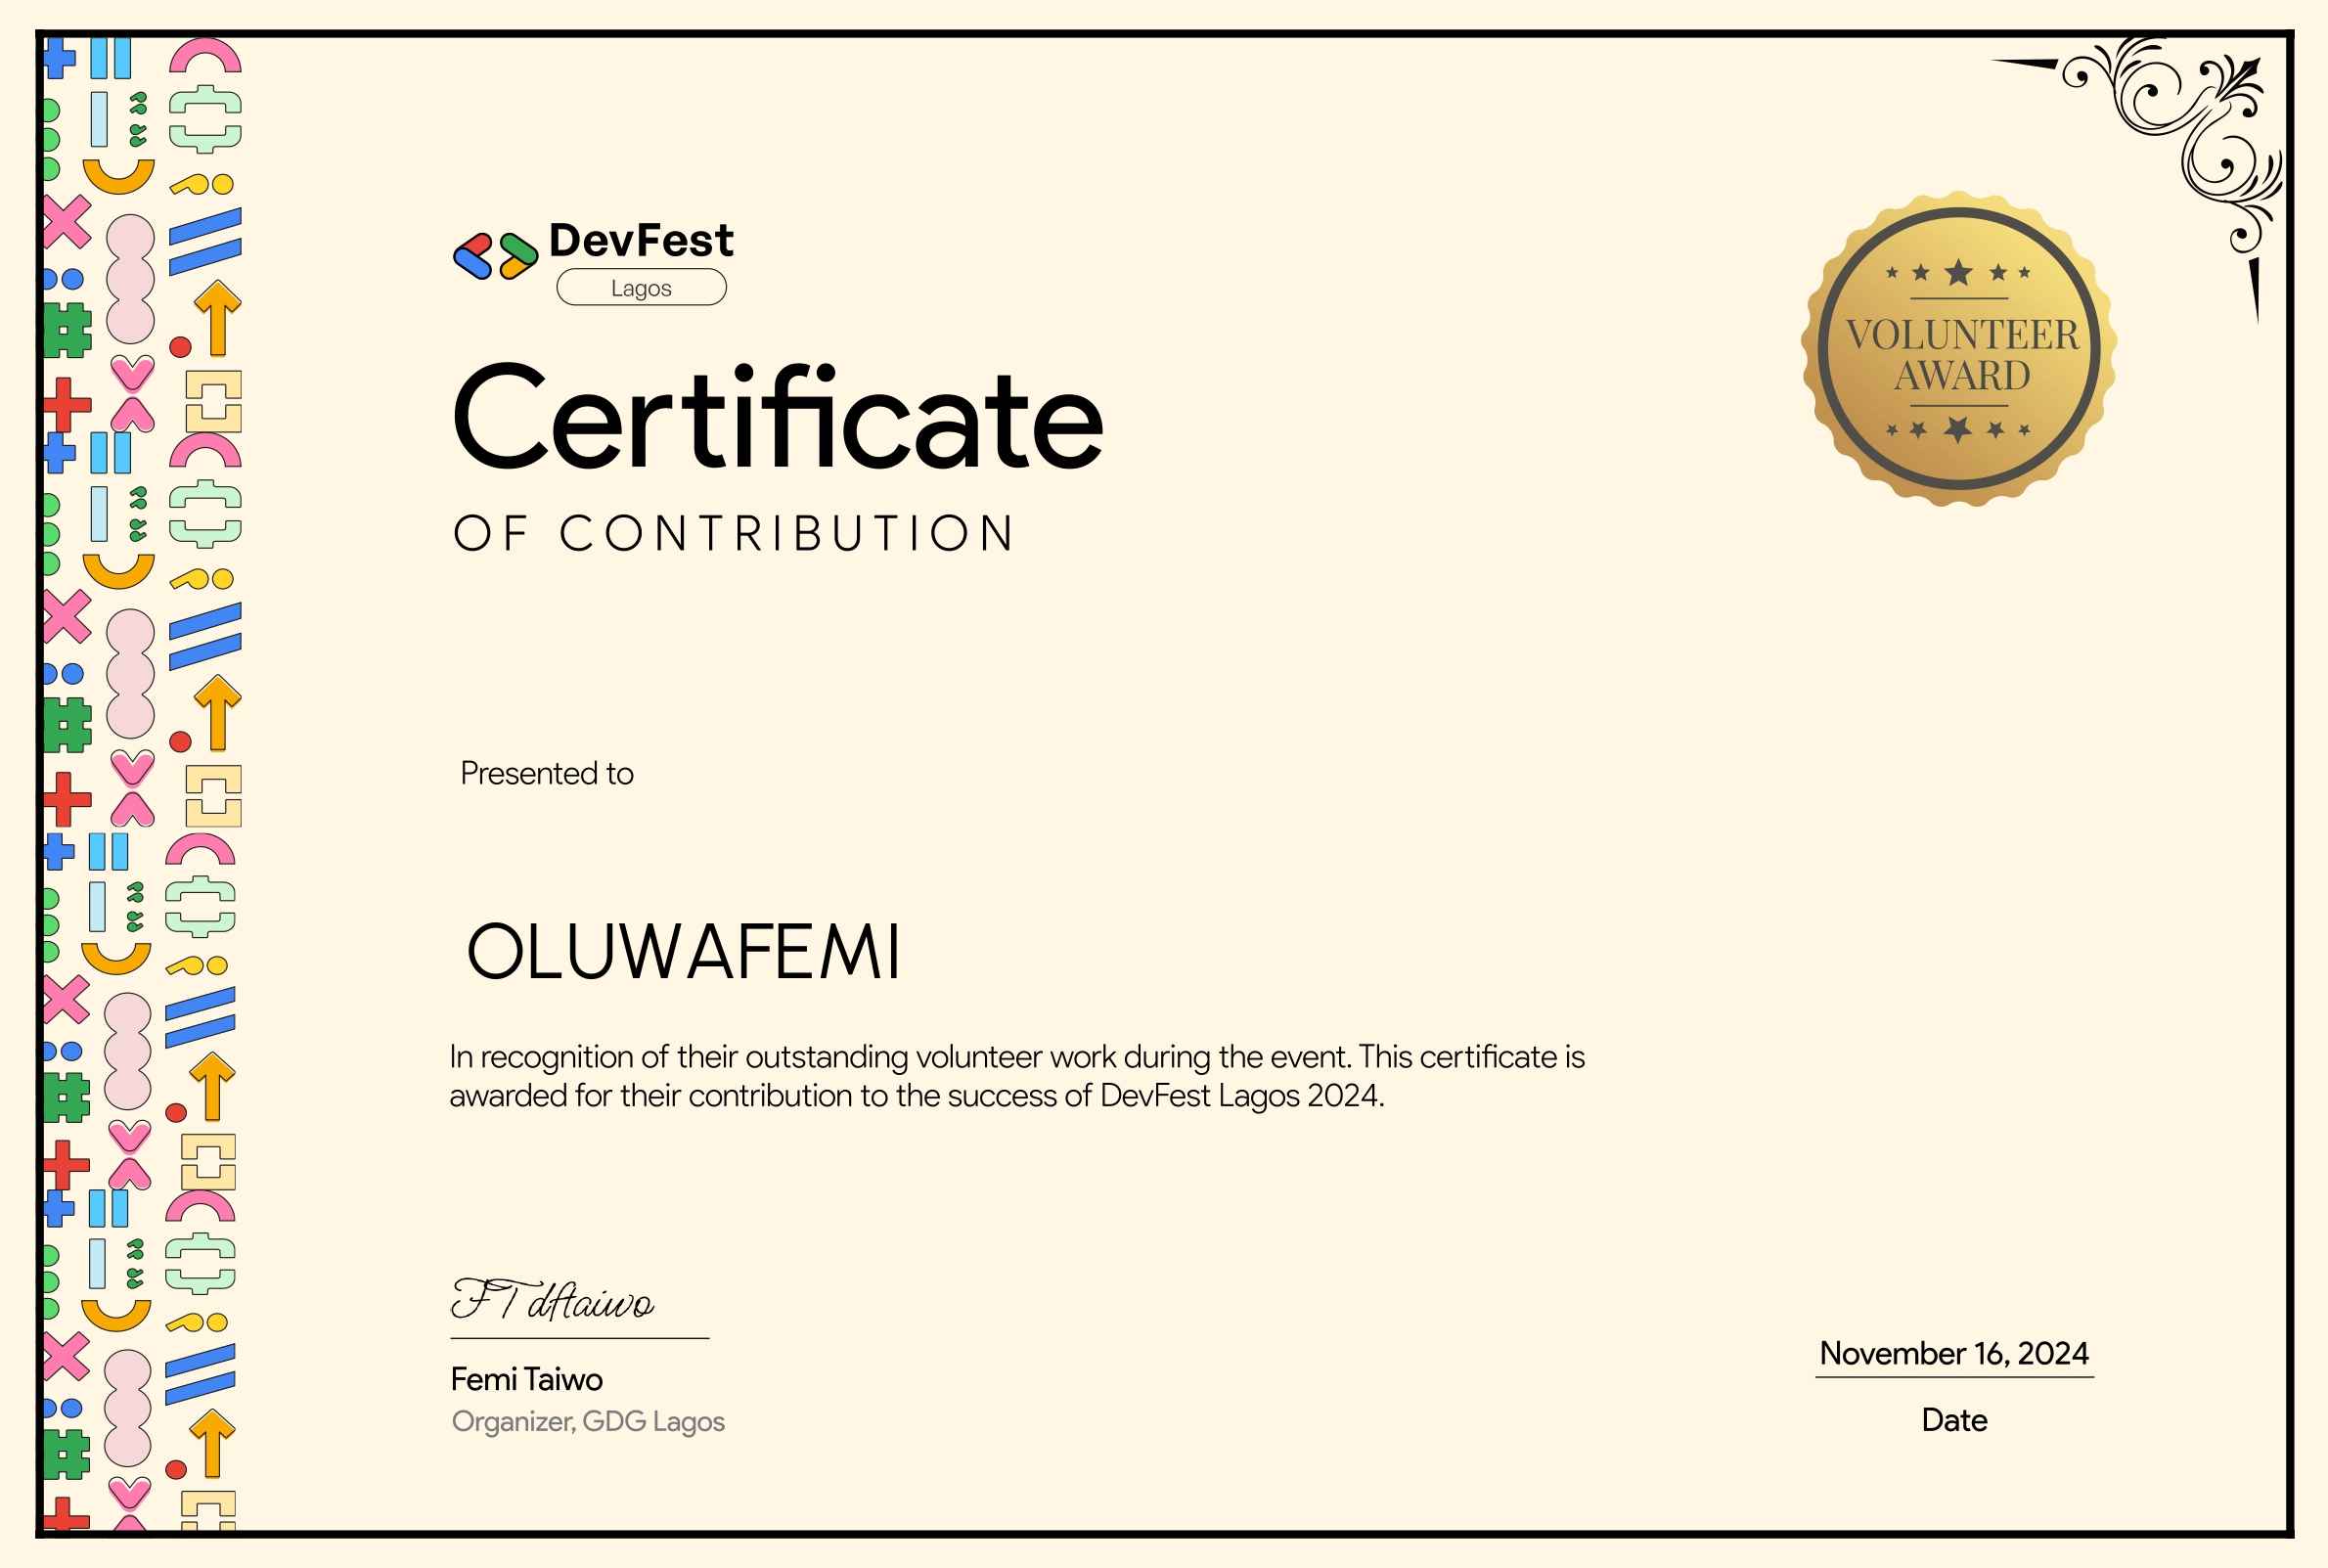 DevFest
Lagos
VOLUNTEER
AWARD
Certificate
OF CONTRIBUTION
Presented to
OLUWAFEMI
In recognition of their outstanding volunteer work during the event. This certificate is
awarded for their contribution to the success of DevFest Lagos 2024.
FT dftaiwo
Femi Taiwo
Organizer, GDG Lagos
November 16, 2024
Date